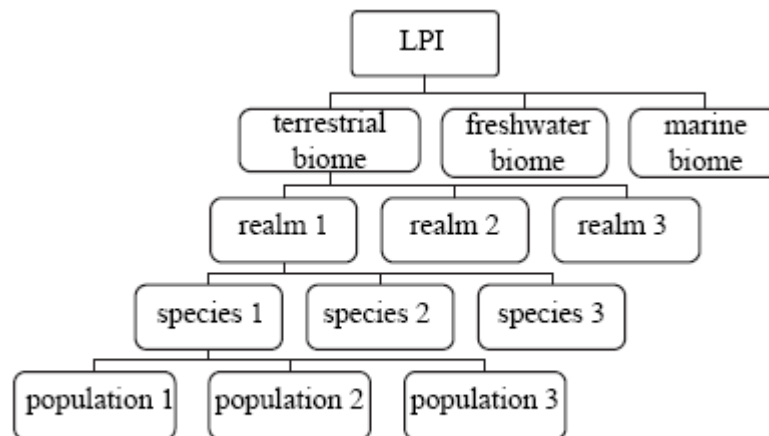 LPI
terrestrial
biome
freshwater
biome
marine
biome
realm 1
realm 2
realm 3
species 1
species 2
species 3
population 1
population 2
population 3